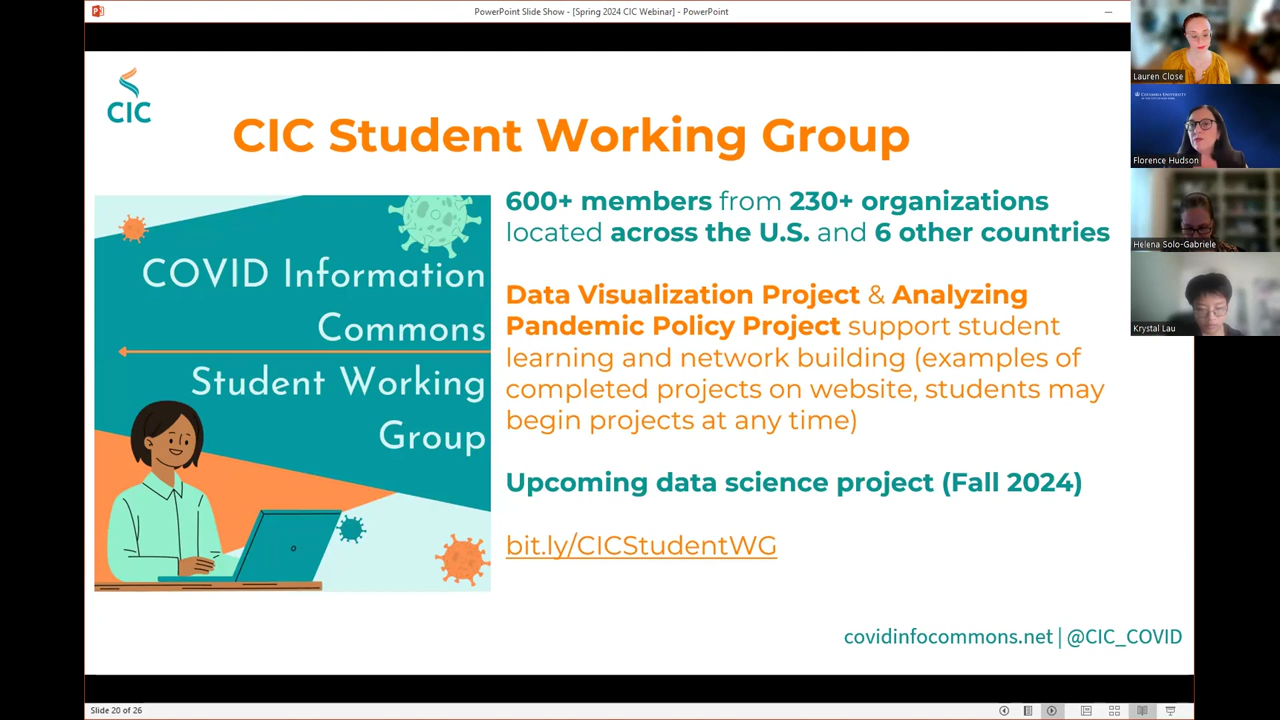 PowerPoint Slide Show - [Spring 2024 CIC Webinar] - PowerPoint
CIC
CIC Student Working Group
COVID Information
Commons
Student Working
Group
600+ members from 230+ organizations
located across the U.S. and 6 other countries
Data Visualization Project & Analyzing
Pandemic Policy Project support student
learning and network building (examples of
completed projects on website, students may
begin projects at any time)
Upcoming data science project (Fall 2024)
bit.ly/CICStudentWG
covidinfocommons.net | @CIC_COVID
Lauren Close
COLUMBIA UNIVERSITY
Florence Hudson
Helena Solo-Gabriele
Krystal Lau
Slide 20 of 26